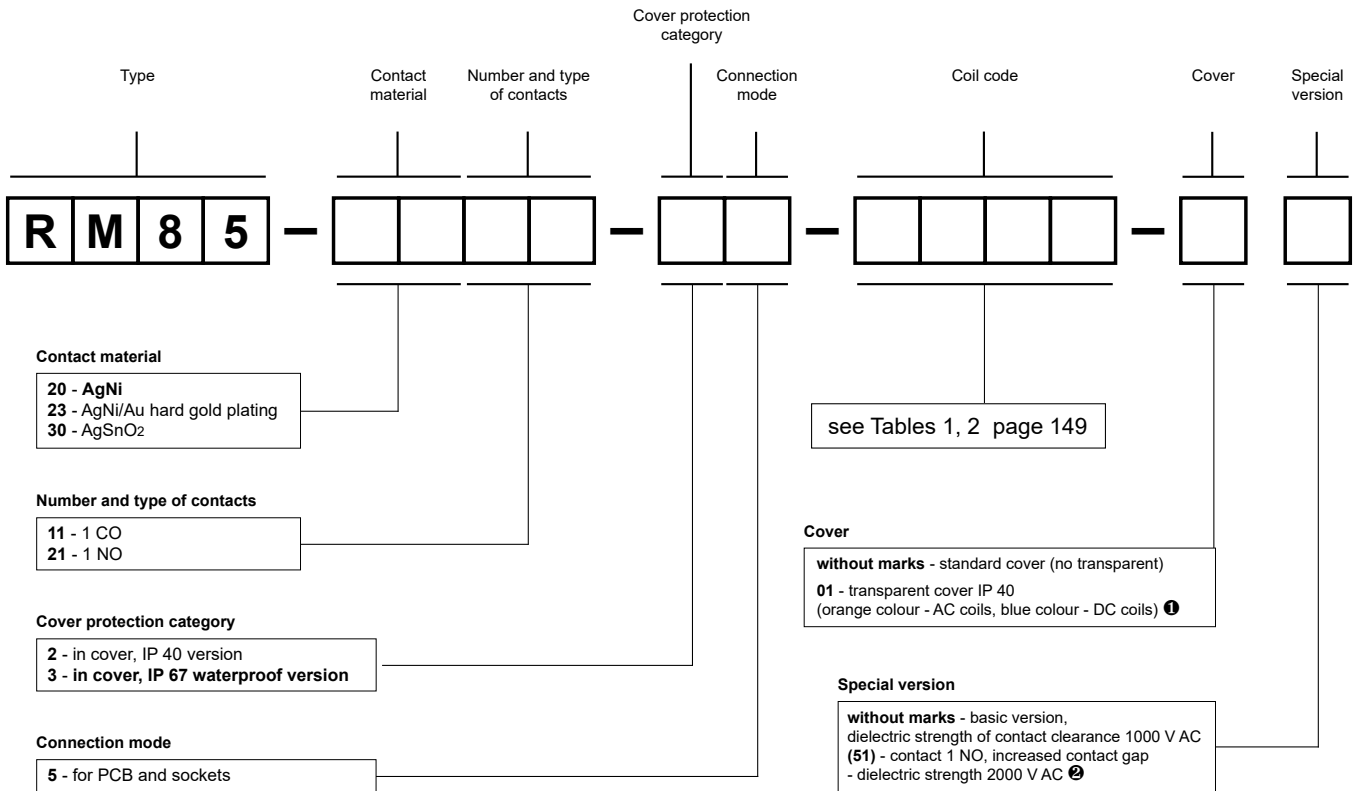 Cover protection
category
Type
Contact
material
Number and type
of contacts
Connection
mode
Coil code
Cover
Special
version
R M 8 5 – – – –
Contact material
20 - AgNi
23 - AgNi/Au hard gold plating
30 - AgSnO2
see Tables 1, 2 page 149
Number and type of contacts
11 - 1 CO
21 - 1 NO
Cover
without marks - standard cover (no transparent)
01 - transparent cover IP 40
(orange colour - AC coils, blue colour - DC coils) ❶
Cover protection category
2 - in cover, IP 40 version
3 - in cover, IP 67 waterproof version
Special version
without marks - basic version,
dielectric strength of contact clearance 1000 V AC
(51) - contact 1 NO, increased contact gap
- dielectric strength 2000 V AC ❷
Connection mode
5 - for PCB and sockets